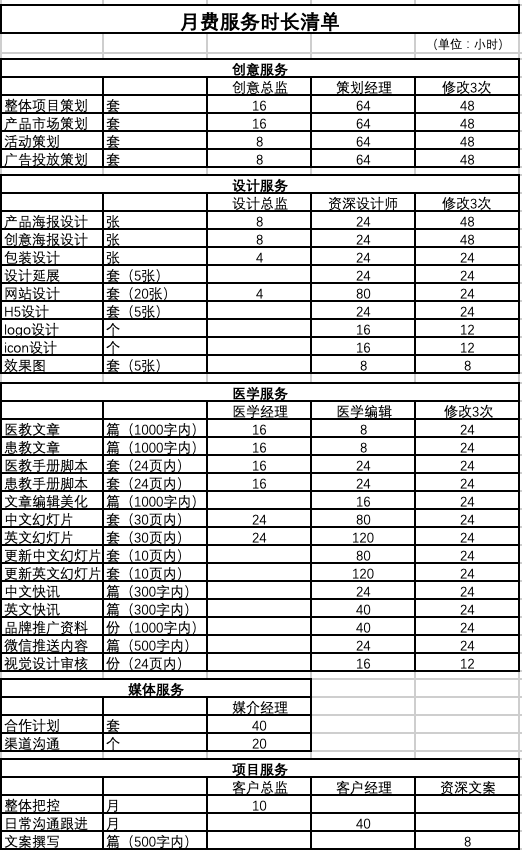 月费服务时长清单
（单位：小时）
创意服务
创意总监 策划经理 修改3次
整体项目策划 套 16 64 48
产品市场策划 套 16 64 48
活动策划 套 8 64 48
广告投放策划 套 8 64 48
设计服务
设计总监 资深设计师 修改3次
产品海报设计 张 8 24 48
创意海报设计 张 8 24 48
包装设计 张 4 24 24
设计延展 套（5张） 24 24
网站设计 套（20张） 4 80 24
H5设计 套（5张） 24 24
logo设计 个 16 12
icon设计 个 16 12
效果图 套（5张） 8 8
医学服务
医学经理 医学编辑 修改3次
医教文章 篇（1000字内） 16 8 24
患教文章 篇（1000字内） 16 8 24
医教手册脚本 套（24页内） 16 24 24
患教手册脚本 套（24页内） 16 24 24
文章编辑美化 篇（1000字内） 16 24
中文幻灯片 套（30页内） 24 80 24
英文幻灯片 套（30页内） 24 120 24
更新中文幻灯片 套（10页内） 80 24
更新英文幻灯片 套（10页内） 120 24
中文快讯 篇（300字内） 24 24
英文快讯 篇（300字内） 40 24
品牌推广资料 份（1000字内） 40 24
微信推送内容 篇（500字内） 24 24
视觉设计审核 份（24页内） 16 12
媒体服务
媒介经理
合作计划 套 40
渠道沟通 个 20
项目服务
客户总监 客户经理 资深文案
整体把控 月 10
日常沟通跟进 月 40
文案撰写 篇（500字内） 8